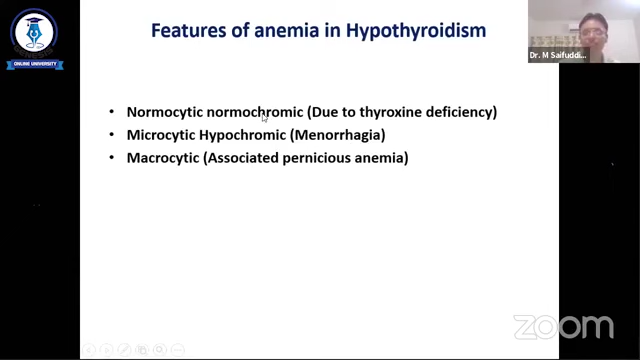 Features of anemia in Hypothyroidism
Dr. M Saifuddi...
ONLINE UNIVERSITY
• Normocytic normochromic (Due to thyroxine deficiency)
• Microcytic Hypochromic (Menorrhagia)
• Macrocytic (Associated pernicious anemia)
zoom